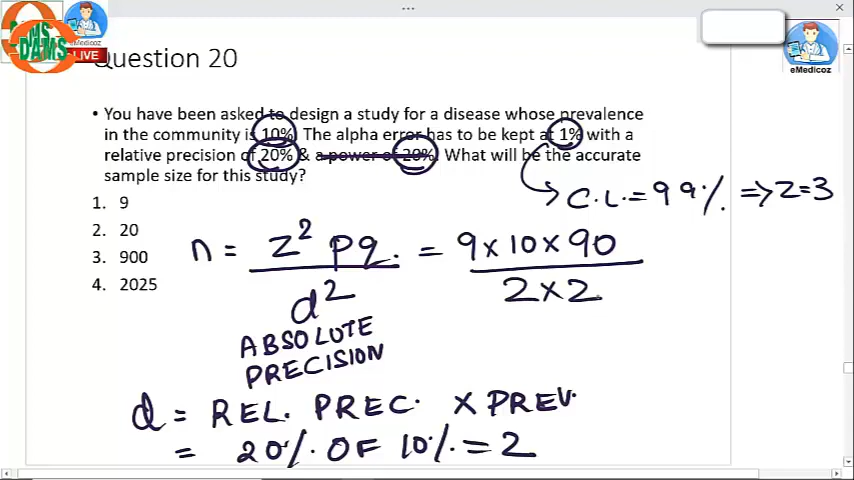 DAMS
DAMS
eMedicoz
LIVE
Question 20
eMedicoz
• You have been asked to design a study for a disease whose prevalence
in the community is 10%. The alpha error has to be kept at 1% with a
relative precision of 20% & a power of 20%. What will be the accurate
sample size for this study?
C.L. = 99% => Z=3
1. 9
2. 20
3. 900
4. 2025
n = Z² pq. = 9 x 10 x 90
d² 2 x 2
ABSOLUTE
PRECISION
d = REL. PREC. X PREV.
= 20% OF 10% = 2